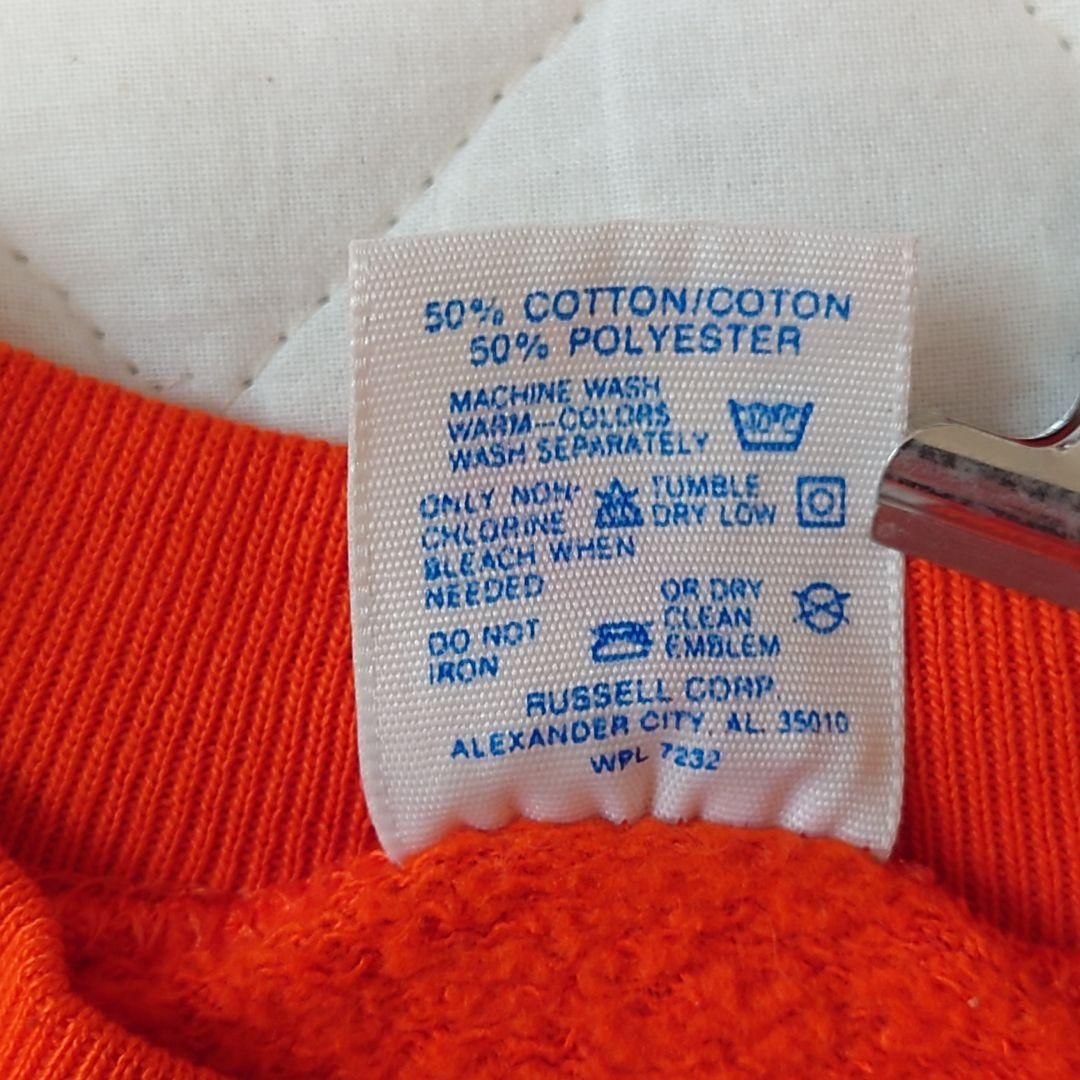 50% COTTON/COTON
50% POLYESTER
MACHINE WASH
WARM-COLORS
WASH SEPARATELY
ONLY NON-
CHLORINE
BLEACH WHEN
NEEDED
TUMBLE
DRY LOW
DO NOT
IRON
OR DRY
CLEAN
EMBLEM
RUSSELL CORP.
ALEXANDER CITY, AL. 35010
WPL 7232